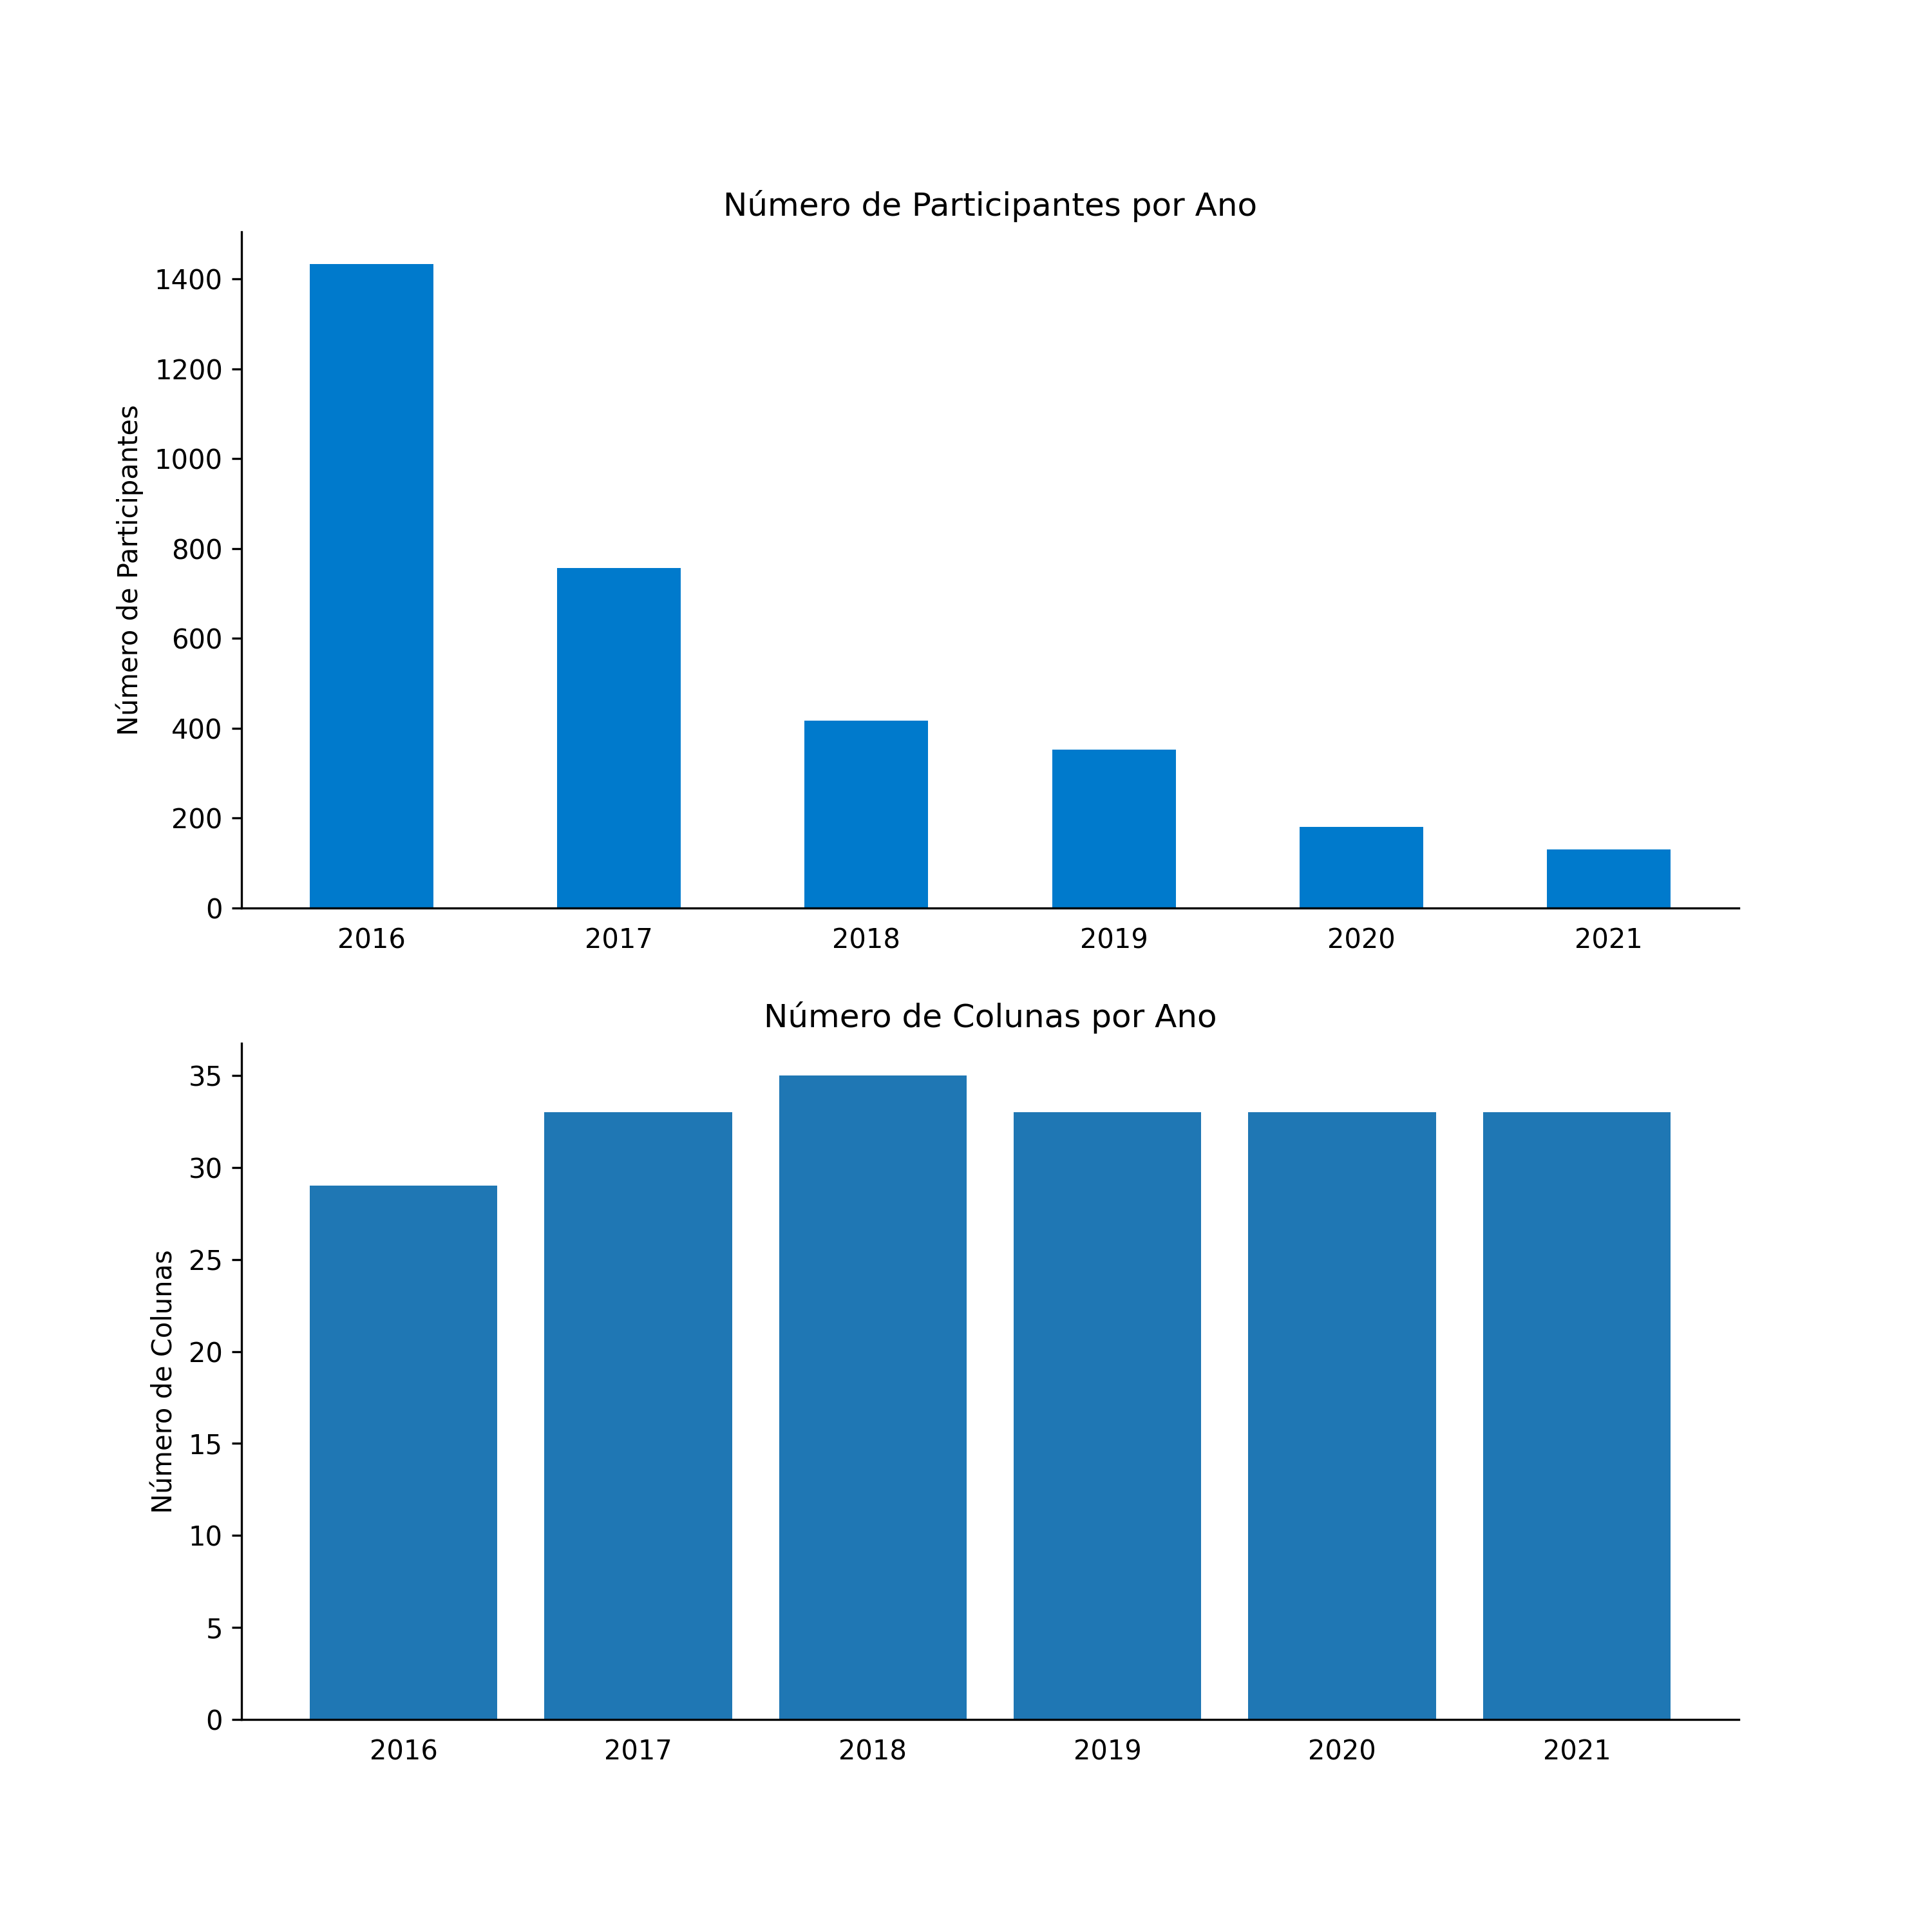 Número de Participantes por Ano
Número de Participantes
1400
1200
1000
800
600
400
200
0
2016 2017 2018 2019 2020 2021
Número de Colunas por Ano
Número de Colunas
35
30
25
20
15
10
5
0
2016 2017 2018 2019 2020 2021